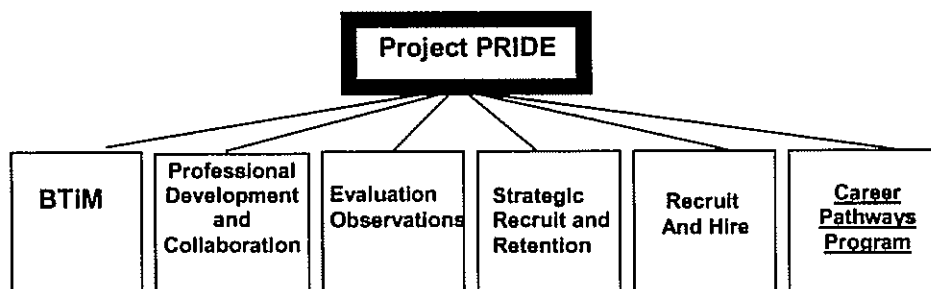 Project PRIDE
BTiM
Professional
Development
and
Collaboration
Evaluation
Observations
Strategic
Recruit and
Retention
Recruit
And Hire
Career
Pathways
Program